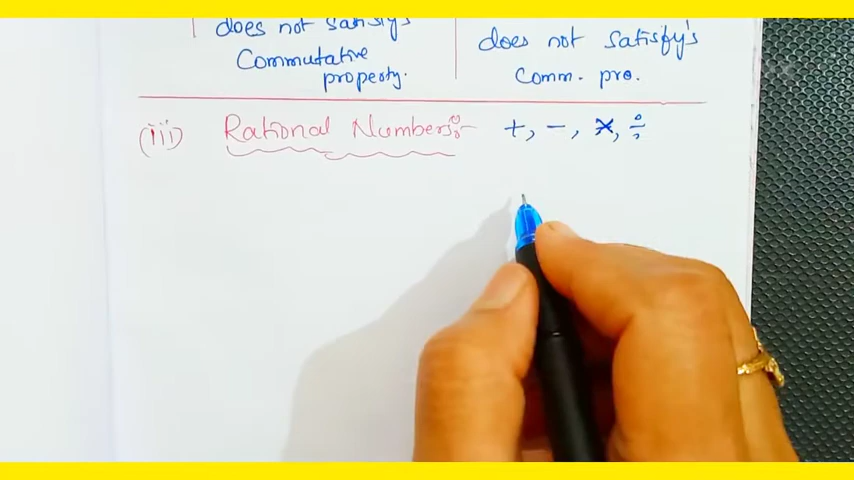 does not satisfy's
Commutative
property.
does not satisfy's
Comm. pro.
(iii) Rational Numbers:- +, -, ×, ÷